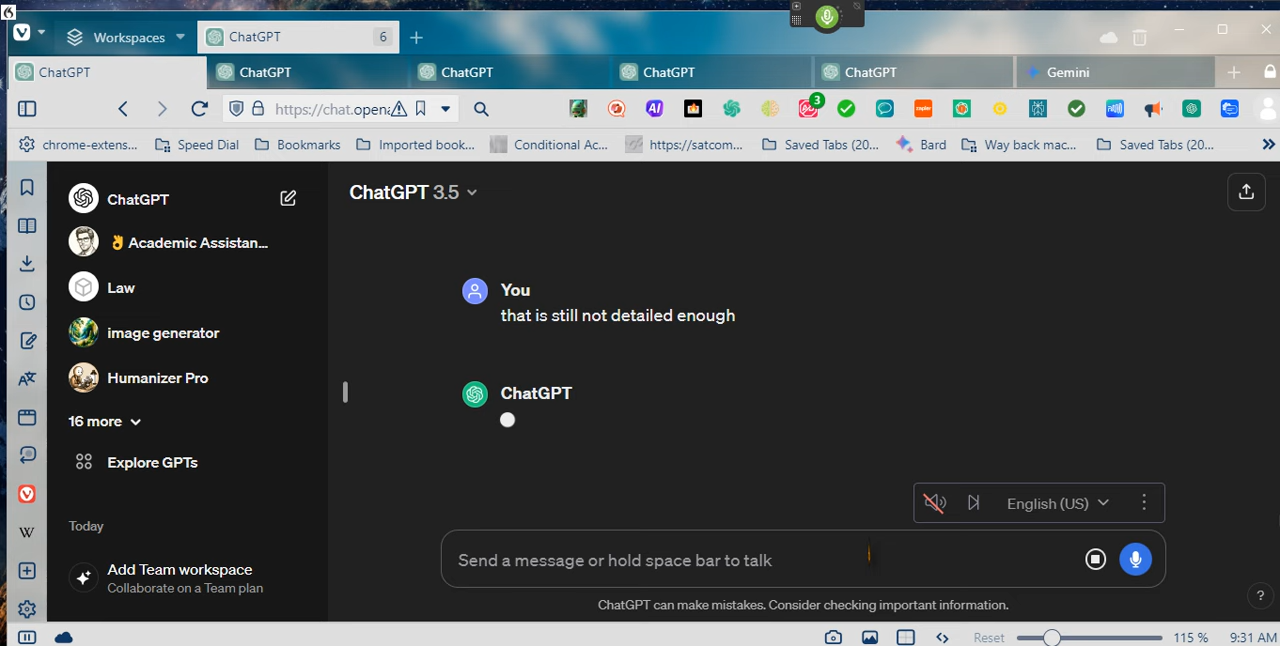 Workspaces
ChatGPT 6
ChatGPT
ChatGPT
ChatGPT
ChatGPT
ChatGPT
Gemini
https://chat.opena
AI
3
chrome-extens...
Speed Dial
Bookmarks
Imported book...
Conditional Ac...
https://satcom...
Saved Tabs (20...
Bard
Way back mac...
Saved Tabs (20...
ChatGPT
👌 Academic Assistan...
Law
image generator
Humanizer Pro
16 more
Explore GPTs
Today
Add Team workspace
Collaborate on a Team plan
ChatGPT 3.5
You
that is still not detailed enough
ChatGPT
English (US)
Send a message or hold space bar to talk
ChatGPT can make mistakes. Consider checking important information.
?
W
Reset
115 %
9:31 AM